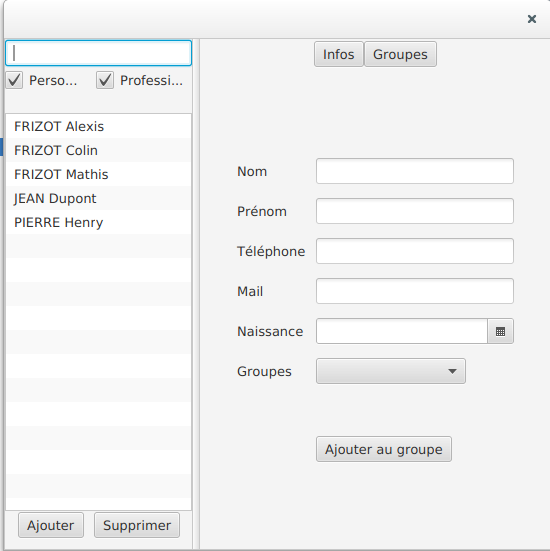 Perso... Professi...
FRIZOT Alexis
FRIZOT Colin
FRIZOT Mathis
JEAN Dupont
PIERRE Henry
Ajouter Supprimer
Infos Groupes
Nom
Prénom
Téléphone
Mail
Naissance
Groupes
Ajouter au groupe